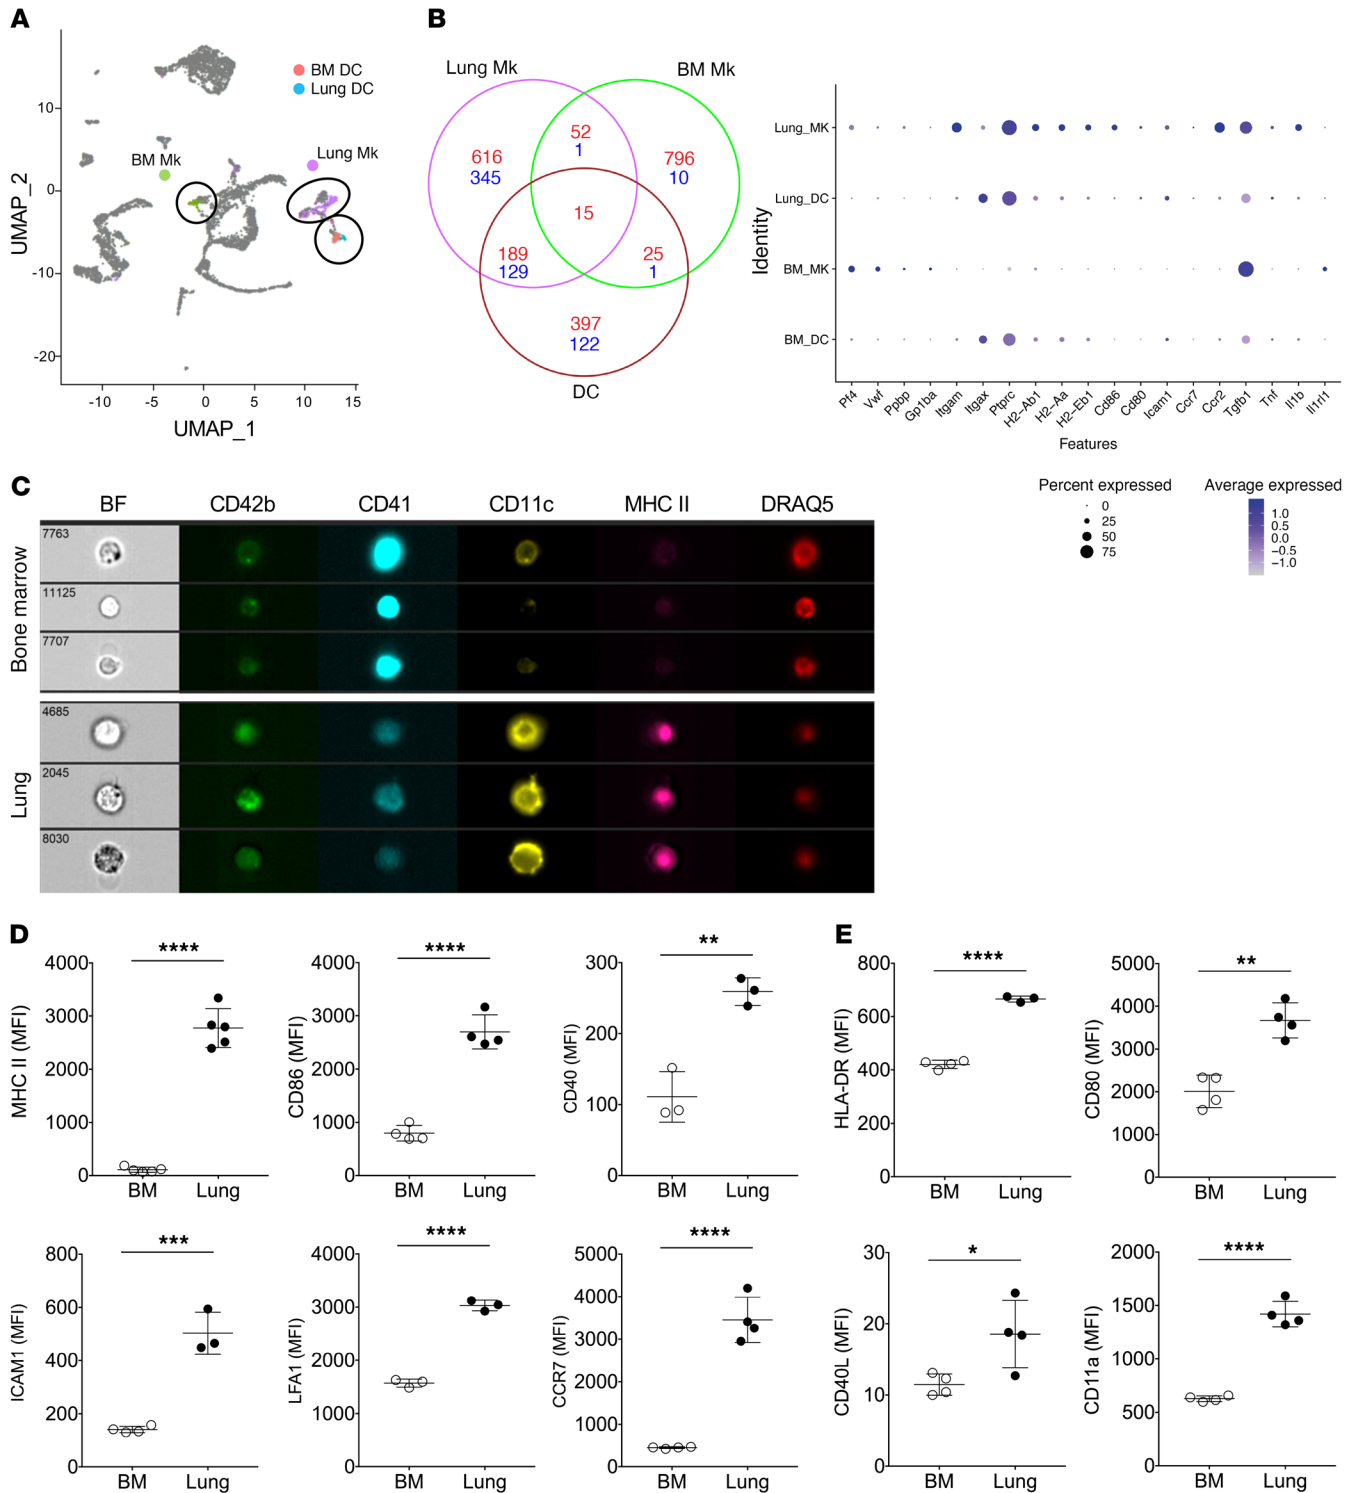 A
BM DC
Lung DC
BM Mk
Lung Mk
10
0
-10
-20
UMAP_2
-10
-5
0
5
10
15
UMAP_1
B
Lung Mk
BM Mk
616
345
52
1
796
10
15
189
129
25
1
397
122
DC
Identity
Lung_MK
Lung_DC
BM_MK
BM_DC
Pf4
Vwf
Ppbp
Gp1ba
Itgam
Itgax
Ptprc
H2−Ab1
H2−Aa
H2−Eb1
Cd86
Cd80
Icam1
Ccr7
Ccr2
Tgfb1
Tnf
Il1b
Il1rl1
Features
Percent expressed
0
25
50
75
Average expressed
1.0
0.5
0.0
−0.5
−1.0
C
BF CD42b CD41 CD11c MHC II DRAQ5
Bone marrow
7763
11125
7707
Lung
4685
2045
8030
D
MHC II (MFI)
4000
3000
2000
1000
0
****
BM Lung
CD86 (MFI)
4000
3000
2000
1000
0
****
BM Lung
CD40 (MFI)
300
200
100
0
**
BM Lung
ICAM1 (MFI)
800
600
400
200
0
***
BM Lung
LFA1 (MFI)
4000
3000
2000
1000
0
****
BM Lung
CCR7 (MFI)
5000
4000
3000
2000
1000
0
****
BM Lung
E
HLA-DR (MFI)
800
600
400
200
0
****
BM Lung
CD80 (MFI)
5000
4000
3000
2000
1000
0
**
BM Lung
CD40L (MFI)
30
20
10
0
*
BM Lung
CD11a (MFI)
2000
1500
1000
500
0
****
BM Lung